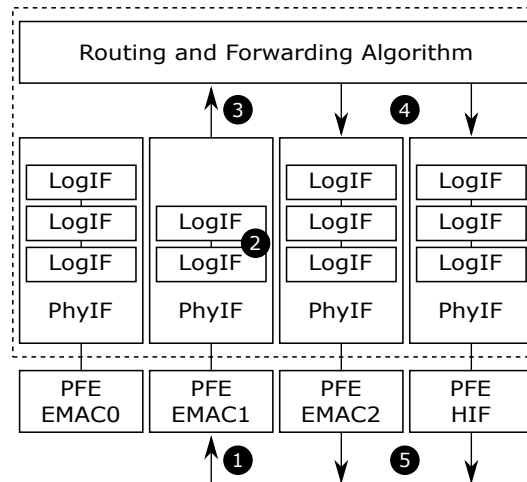 Routing and Forwarding Algorithm
3
4
LogIF
LogIF
LogIF
LogIF
LogIF
LogIF
LogIF
LogIF
2
LogIF
LogIF
LogIF
LogIF
PhyIF
PhyIF
PhyIF
PhyIF
PFE
EMAC0
PFE
EMAC1
PFE
EMAC2
PFE
HIF
1
5